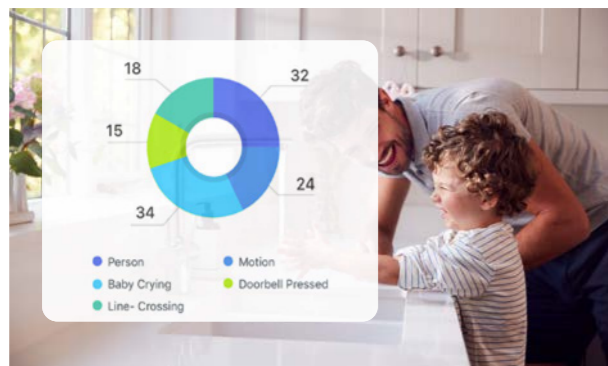 18
32
15
24
34
Person
Motion
Baby Crying
Doorbell Pressed
Line- Crossing